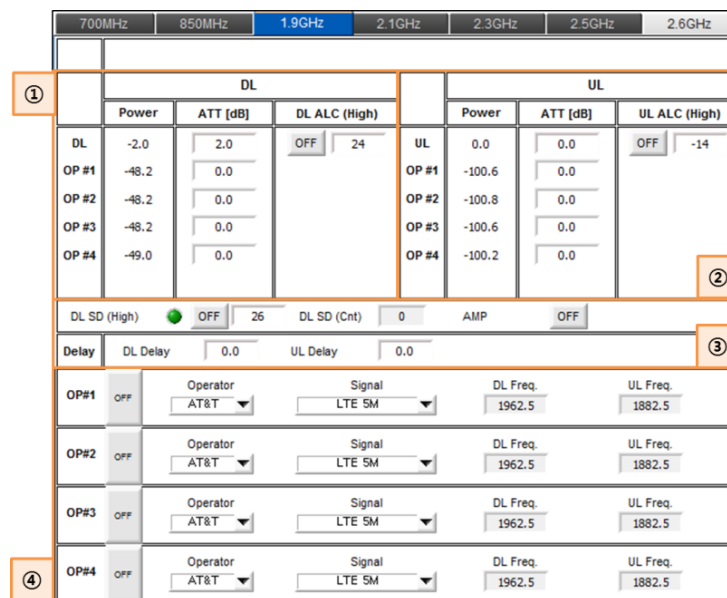 700MHz 850MHz 1.9GHz 2.1GHz 2.3GHz 2.5GHz 2.6GHz
①
DL UL
Power ATT [dB] DL ALC (High) Power ATT [dB] UL ALC (High)
DL -2.0 2.0 OFF 24 UL 0.0 0.0 OFF -14
OP #1 -48.2 0.0 OP #1 -100.6 0.0
OP #2 -48.2 0.0 OP #2 -100.8 0.0
OP #3 -48.2 0.0 OP #3 -100.6 0.0
OP #4 -49.0 0.0 OP #4 -100.2 0.0
②
DL SD (High) OFF 26 DL SD (Cnt) 0 AMP OFF
Delay DL Delay 0.0 UL Delay 0.0
③
Operator Signal DL Freq. UL Freq.
OP#1 OFF AT&T LTE 5M 1962.5 1882.5
Operator Signal DL Freq. UL Freq.
OP#2 OFF AT&T LTE 5M 1962.5 1882.5
Operator Signal DL Freq. UL Freq.
OP#3 OFF AT&T LTE 5M 1962.5 1882.5
Operator Signal DL Freq. UL Freq.
OP#4 OFF AT&T LTE 5M 1962.5 1882.5
④